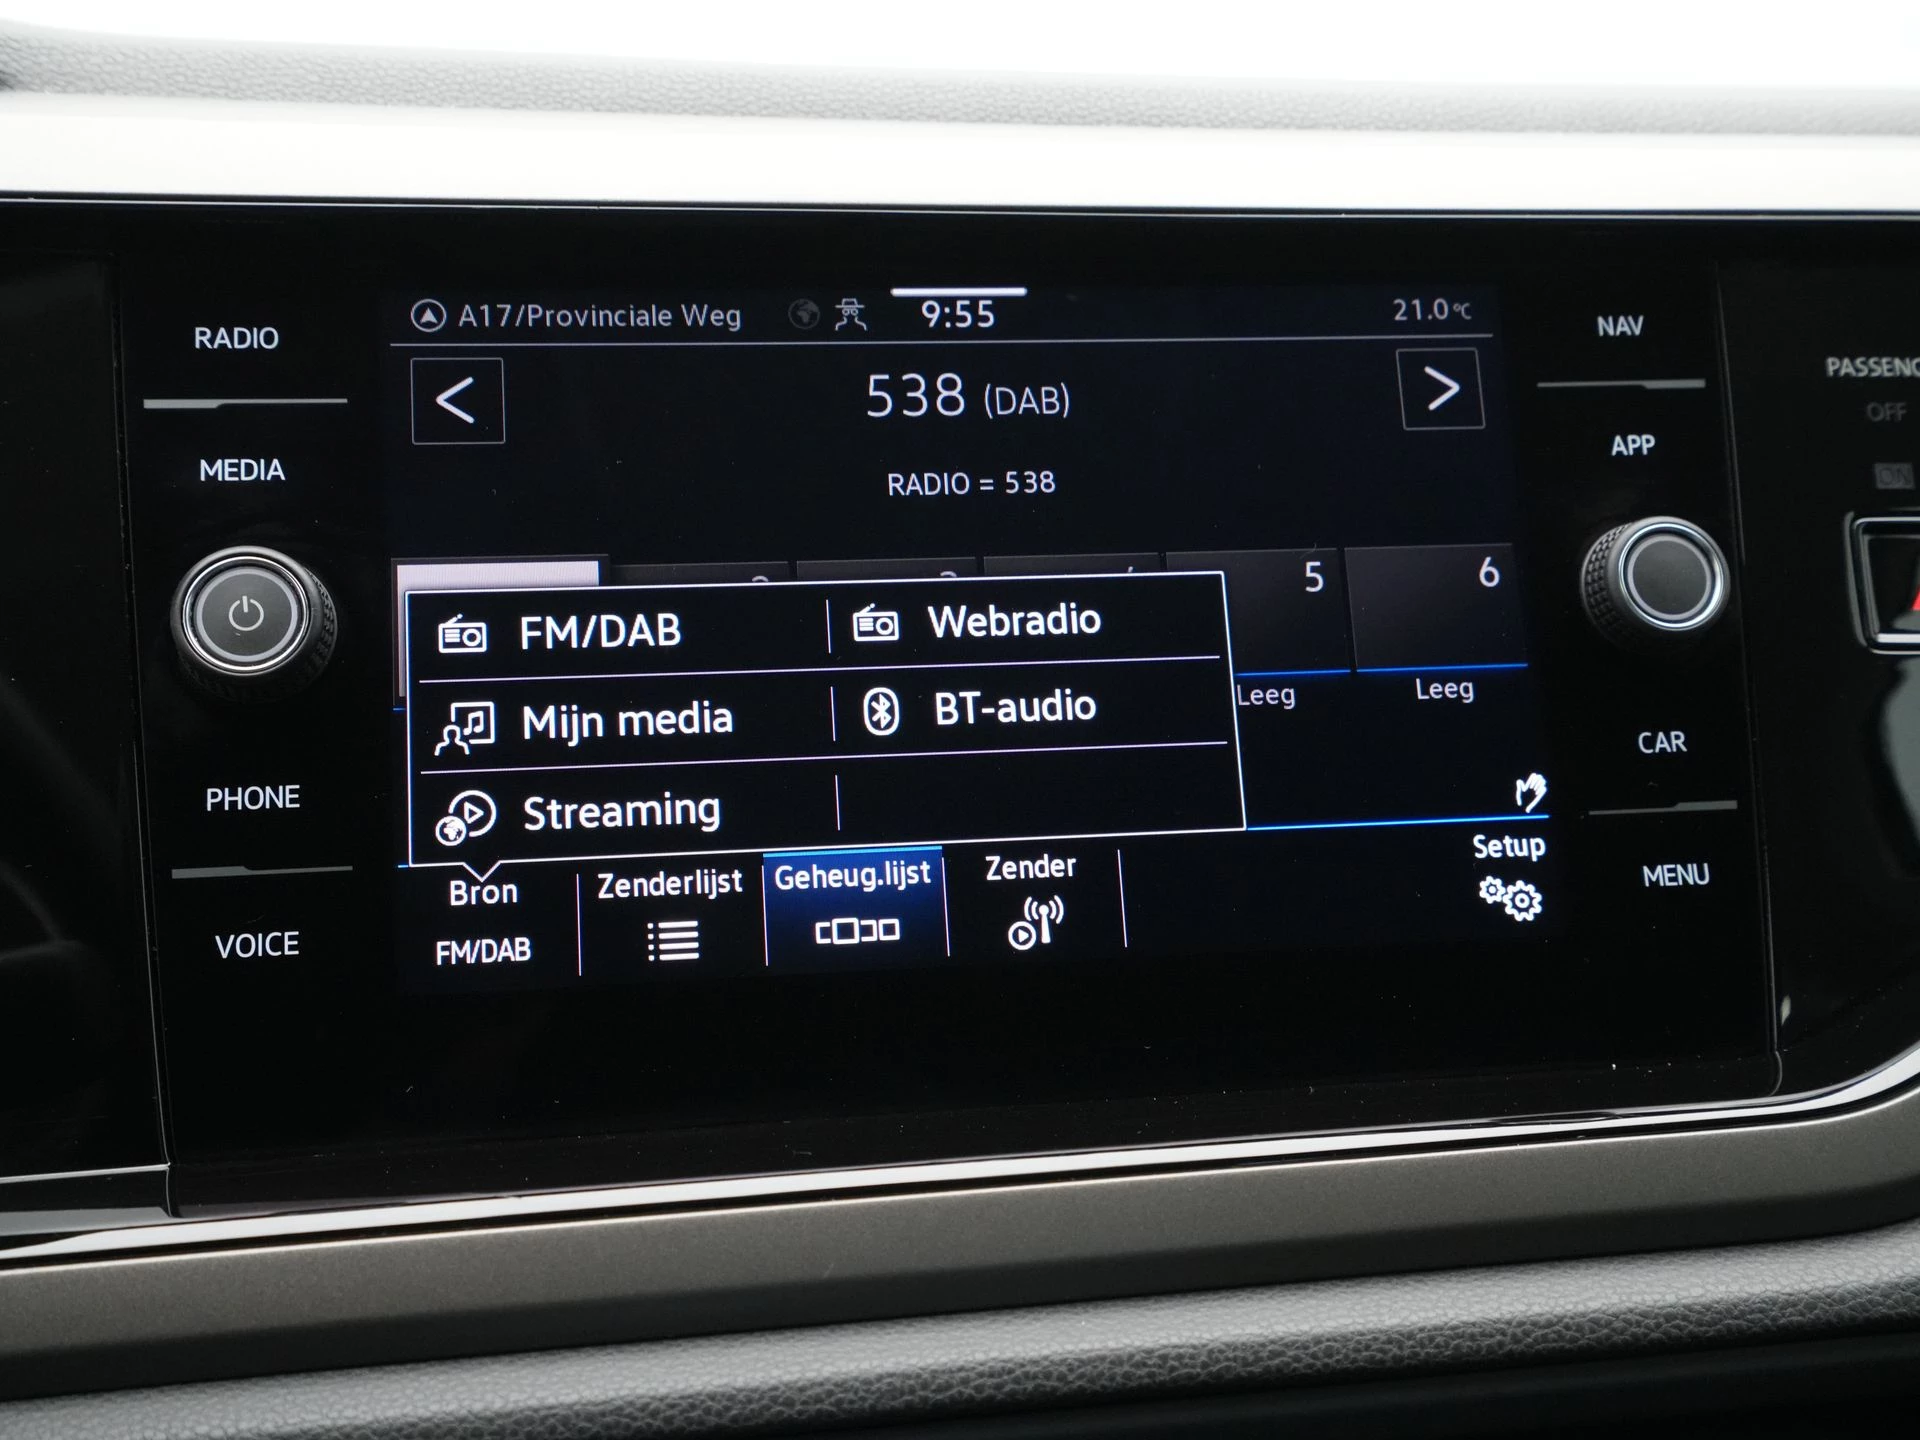 RADIO
MEDIA
PHONE
VOICE
A17/Provinciale Weg
9:55
21.0°C
538 (DAB)
RADIO = 538
5
6
Leeg
Leeg
FM/DAB
Webradio
Mijn media
BT-audio
Streaming
Bron
FM/DAB
Zenderlijst
Geheug.lijst
Zender
Setup
NAV
APP
CAR
MENU
OFF
ON